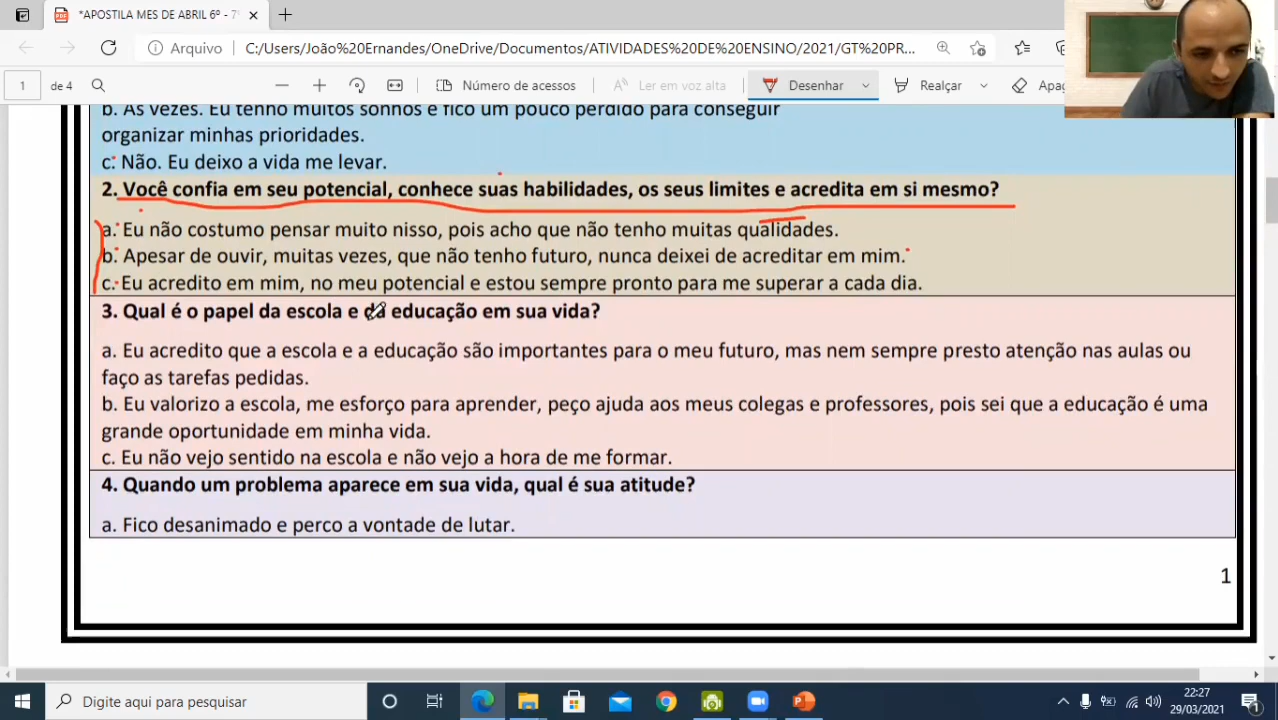 *APOSTILA MES DE ABRIL 6º - 7º
Arquivo
C:/Users/João%20Ernandes/OneDrive/Documentos/ATIVIDADES%20DE%20ENSINO/2021/GT%20PR...
1 de 4
Número de acessos
Ler em voz alta
Desenhar
Realçar
Apag
b. As vezes. Eu tenho muitos sonhos e fico um pouco perdido para conseguir
organizar minhas prioridades.
c. Não. Eu deixo a vida me levar.
2. Você confia em seu potencial, conhece suas habilidades, os seus limites e acredita em si mesmo?
a. Eu não costumo pensar muito nisso, pois acho que não tenho muitas qualidades.
b. Apesar de ouvir, muitas vezes, que não tenho futuro, nunca deixei de acreditar em mim.
c. Eu acredito em mim, no meu potencial e estou sempre pronto para me superar a cada dia.
3. Qual é o papel da escola e da educação em sua vida?
a. Eu acredito que a escola e a educação são importantes para o meu futuro, mas nem sempre presto atenção nas aulas ou
faço as tarefas pedidas.
b. Eu valorizo a escola, me esforço para aprender, peço ajuda aos meus colegas e professores, pois sei que a educação é uma
grande oportunidade em minha vida.
c. Eu não vejo sentido na escola e não vejo a hora de me formar.
4. Quando um problema aparece em sua vida, qual é sua atitude?
a. Fico desanimado e perco a vontade de lutar.
1
Digite aqui para pesquisar
22:27
29/03/2021
1